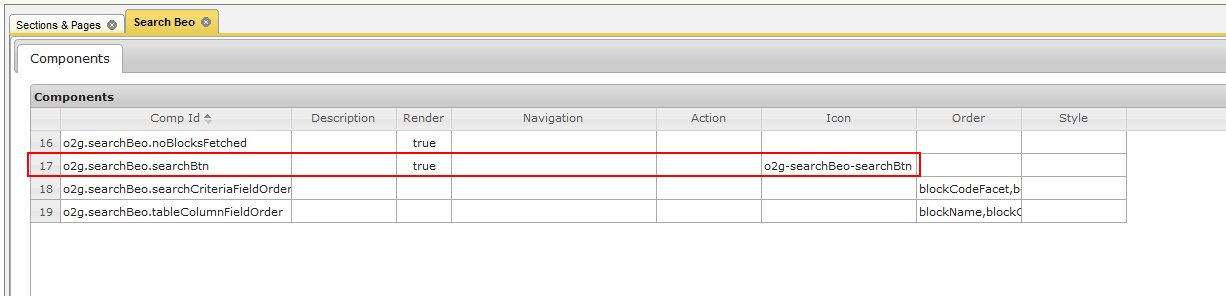 Sections & Pages Search Beo
Components
Components
Comp Id Description Render Navigation Action Icon Order Style
16 o2g.searchBeo.noBlocksFetched true
17 o2g.searchBeo.searchBtn true o2g-searchBeo-searchBtn
18 o2g.searchBeo.searchCriteriaFieldOrder blockCodeFacet,b
19 o2g.searchBeo.tableColumnFieldOrder blockName,blockC